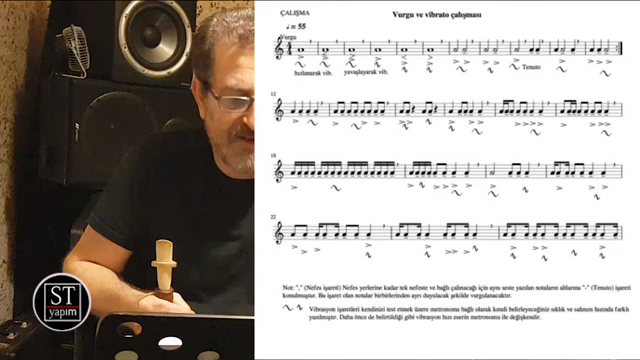 ÇALIŞMA
Vurgu ve vibrato çalışması
♩ = 55
Vurgu
hızlanarak vib.
yavaşlayarak vib.
Tenuto
12
18
22
Not: "," (Nefes işareti) Nefes yerlerine kadar tek nefeste ve bağlı çalınacağı için aynı seste yazılan notaların altlarına "-" (Tenuto) işareti
konulmuştur. Bu işaret olan notalar birbirlerinden ayrı duyulacak şekilde vurgulanacaktır.
Vibrasyon işaretleri kendinizi test etmek üzere metronoma bağlı olarak kendi belirleyeceğiniz sıklık ve salınım hızında farklı
yazılmıştır. Daha önce de belirtildiği gibi vibrasyon hızı eserin metronomu ile değişkendir.
ST
yapım